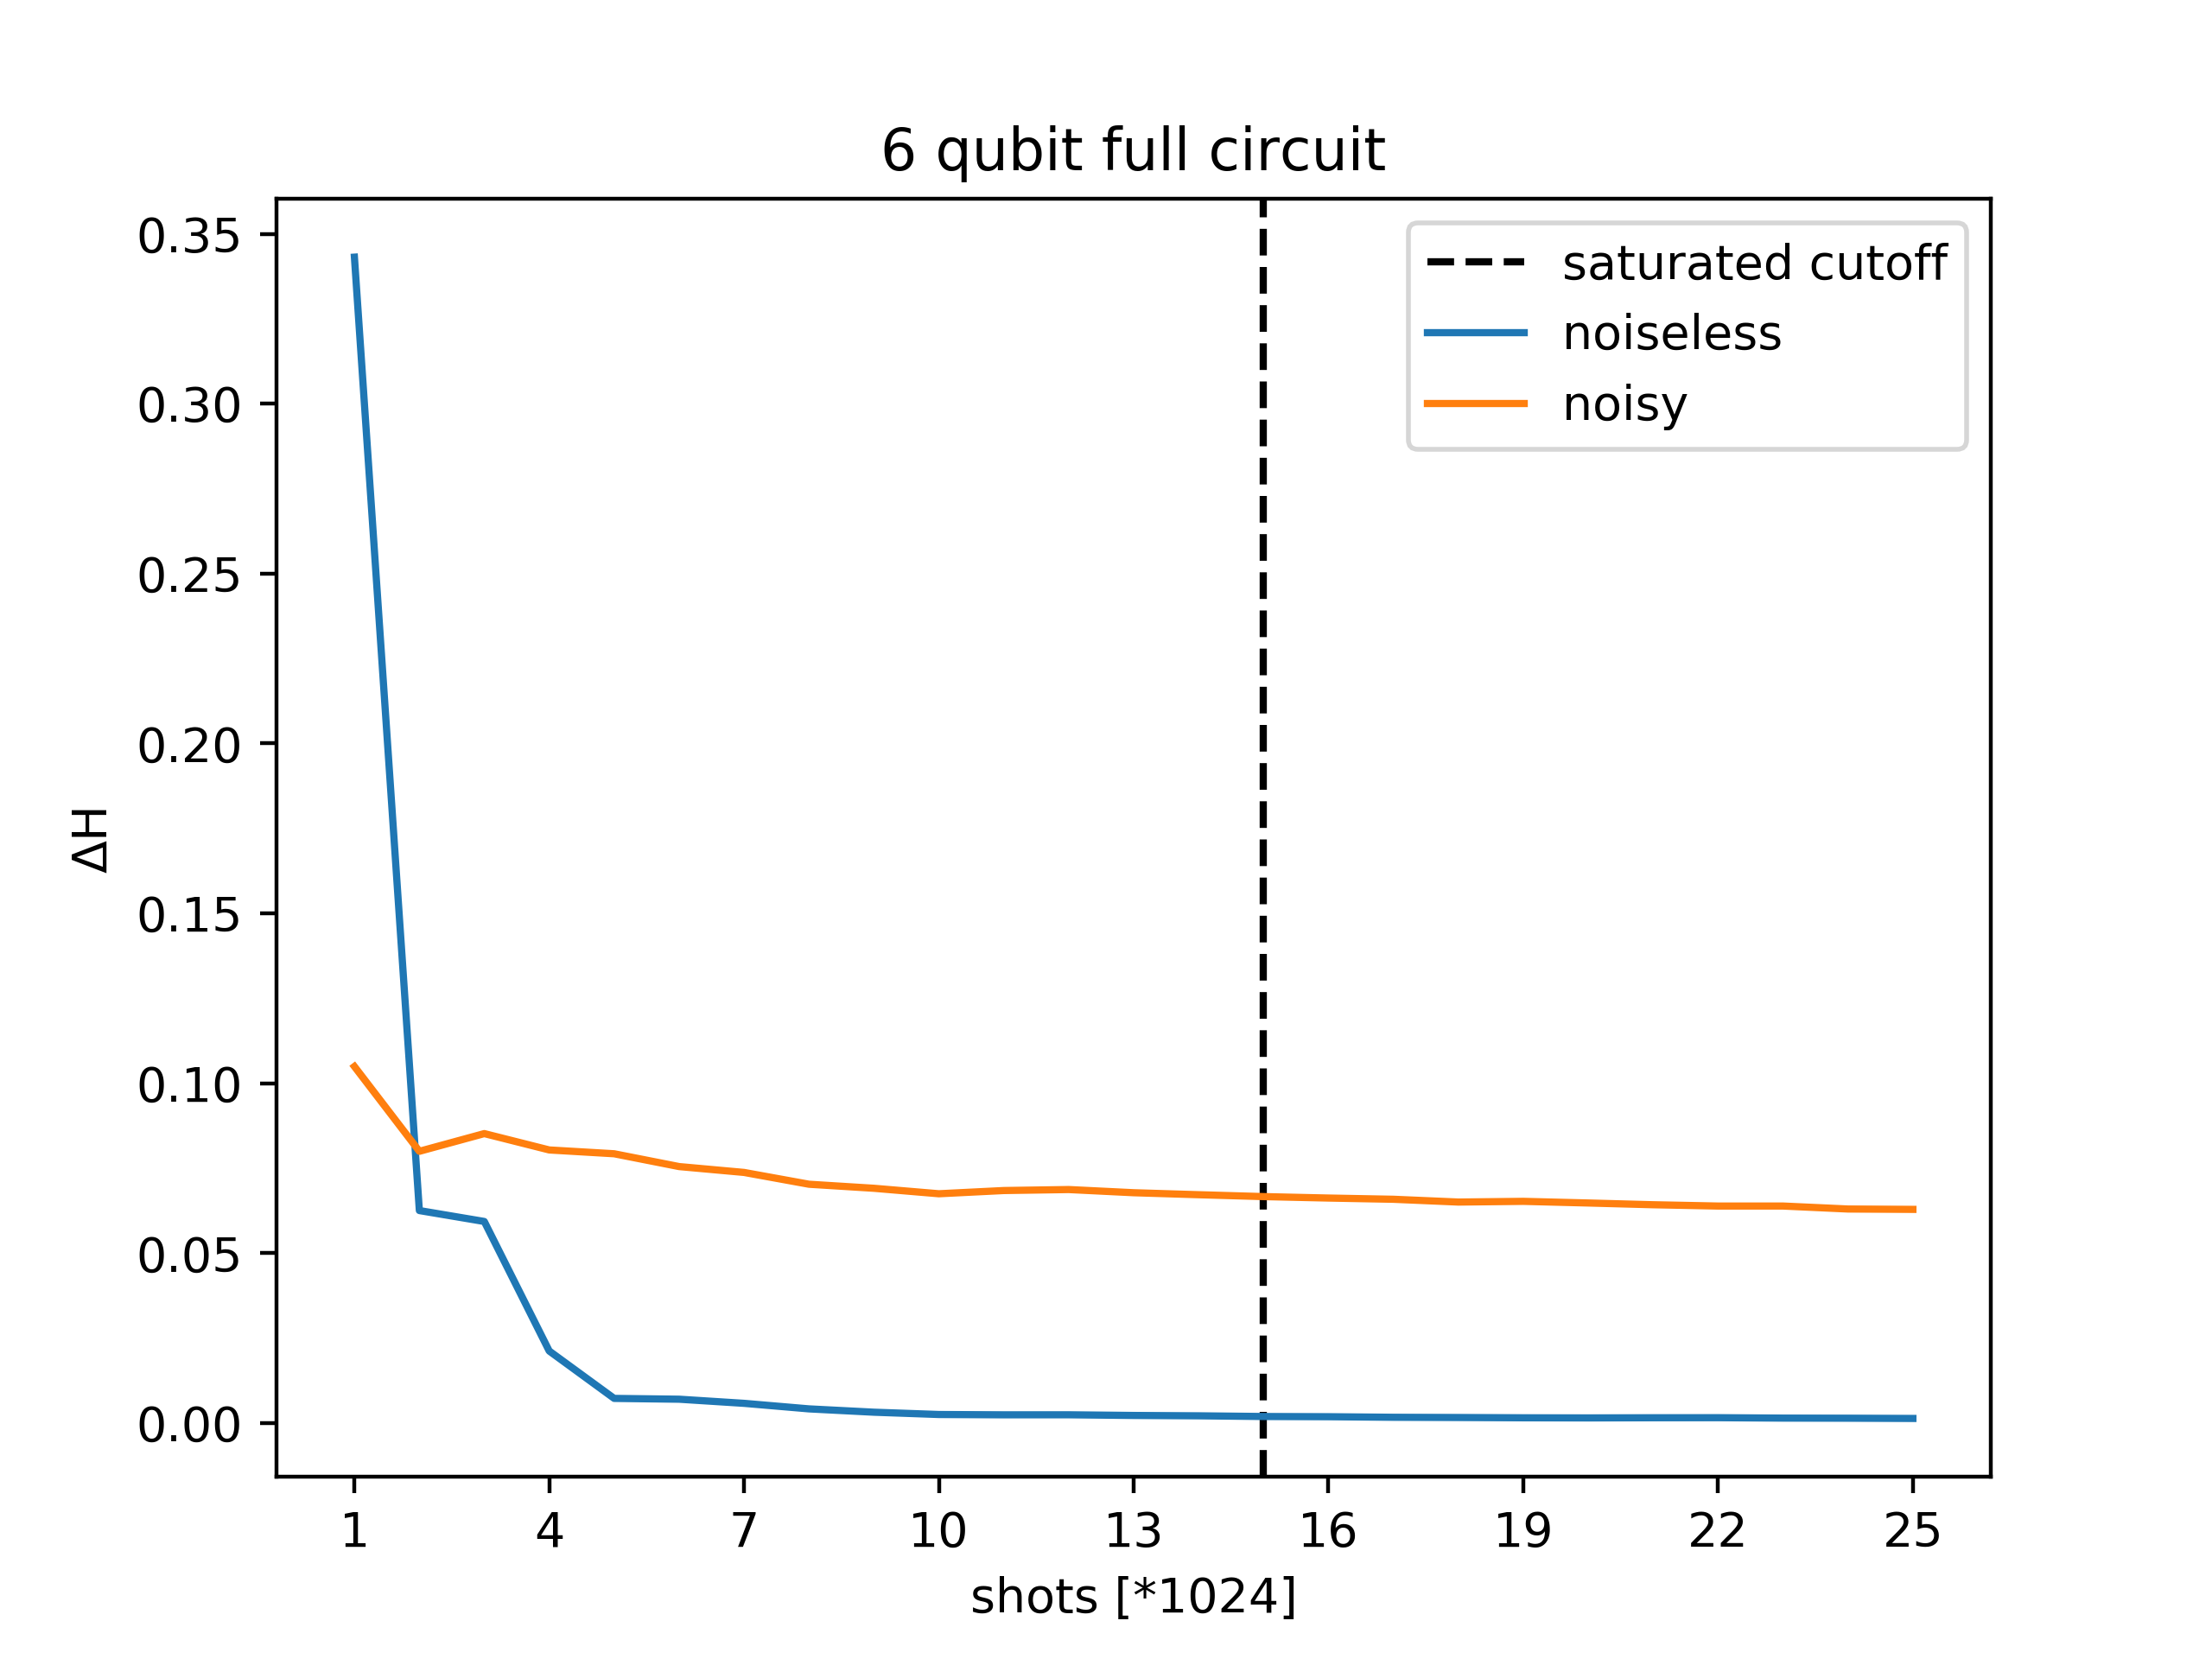 6 qubit full circuit
saturated cutoff
noiseless
noisy
0.35
0.30
0.25
0.20
0.15
0.10
0.05
0.00
ΔH
1 4 7 10 13 16 19 22 25
shots [*1024]